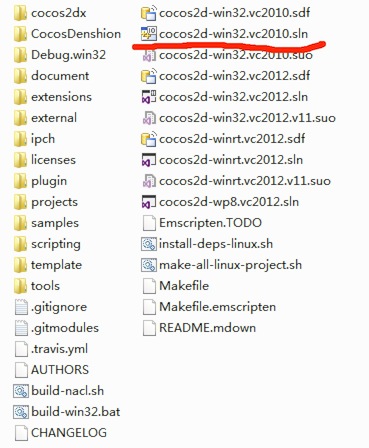 cocos2dx
CocosDenshion
Debug.win32
document
extensions
external
ipch
licenses
plugin
projects
samples
scripting
template
tools
.gitignore
.gitmodules
.travis.yml
AUTHORS
build-nacl.sh
build-win32.bat
CHANGELOG
cocos2d-win32.vc2010.sdf
cocos2d-win32.vc2010.sln
cocos2d-win32.vc2010.suo
cocos2d-win32.vc2012.sdf
cocos2d-win32.vc2012.sln
cocos2d-win32.vc2012.v11.suo
cocos2d-winrt.vc2012.sdf
cocos2d-winrt.vc2012.sln
cocos2d-winrt.vc2012.v11.suo
cocos2d-wp8.vc2012.sln
Emscripten.TODO
install-deps-linux.sh
make-all-linux-project.sh
Makefile
Makefile.emscripten
README.mdown